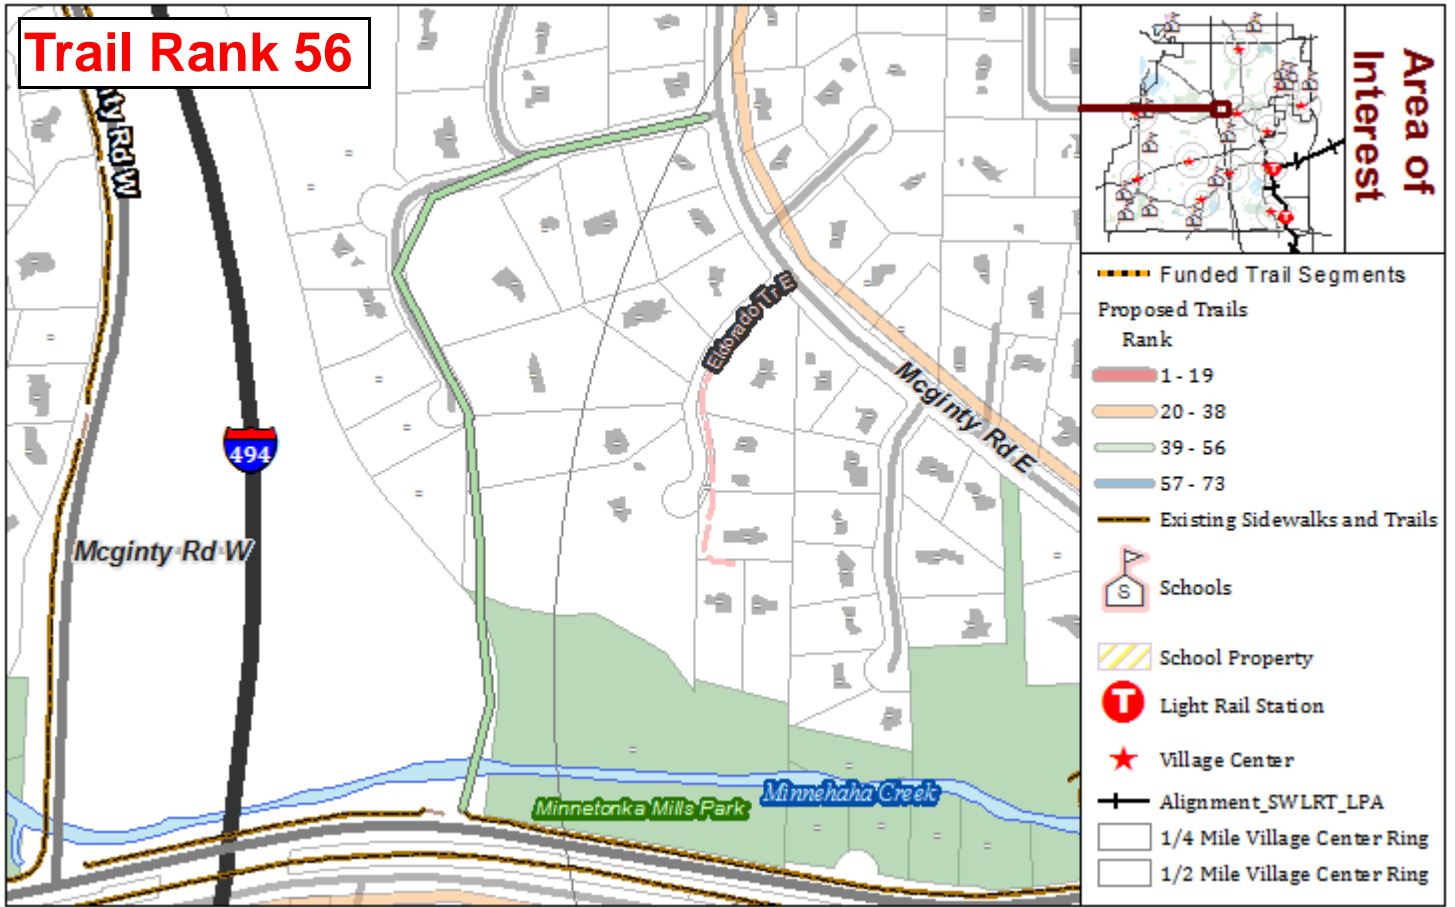 Trail Rank 56
nty Rd W
494
Mcginty Rd W
Eldorado Tr E
Mcginty Rd E
Minnetonka Mills Park
Minnehaha Creek
Area of
Interest
T
T
Funded Trail Segments
Proposed Trails
Rank
1 - 19
20 - 38
39 - 56
57 - 73
Existing Sidewalks and Trails
S
Schools
School Property
T
Light Rail Station
Village Center
Alignment_SWLRT_LPA
1/4 Mile Village Center Ring
1/2 Mile Village Center Ring